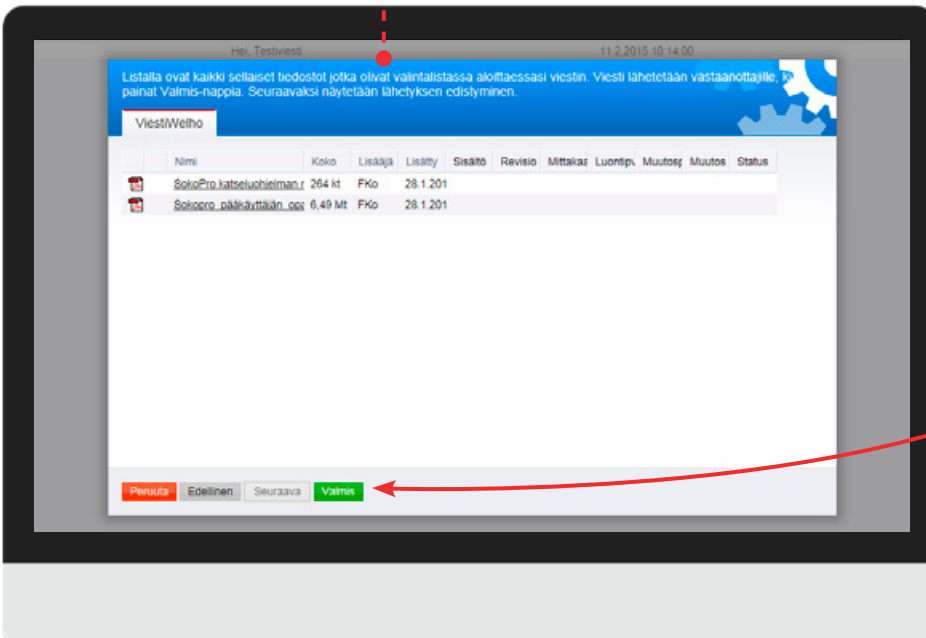 Hei, Testiviesti 11.2.2015 10:14:00
Listalla ovat kaikki sellaiset tiedostot jotka olivat valintalistassa aloittaessasi viestin. Viesti lähetetään vastaanottajille,
painat Valmis-nappia. Seuraavaksi näytetään lähetyksen edistyminen.
ViestiWelho
Nimi Koko Lisääjä Lisätty Sisältö Revisio Mittakaa Luontipv Muutosp Muutos Status
SokoPro katseluohjelman 264 kt FKo 28.1.201
Sokopro_pääkäyttään_opa 6,49 Mt FKo 28.1.201
Peruuta Edellinen Seuraava Valmis